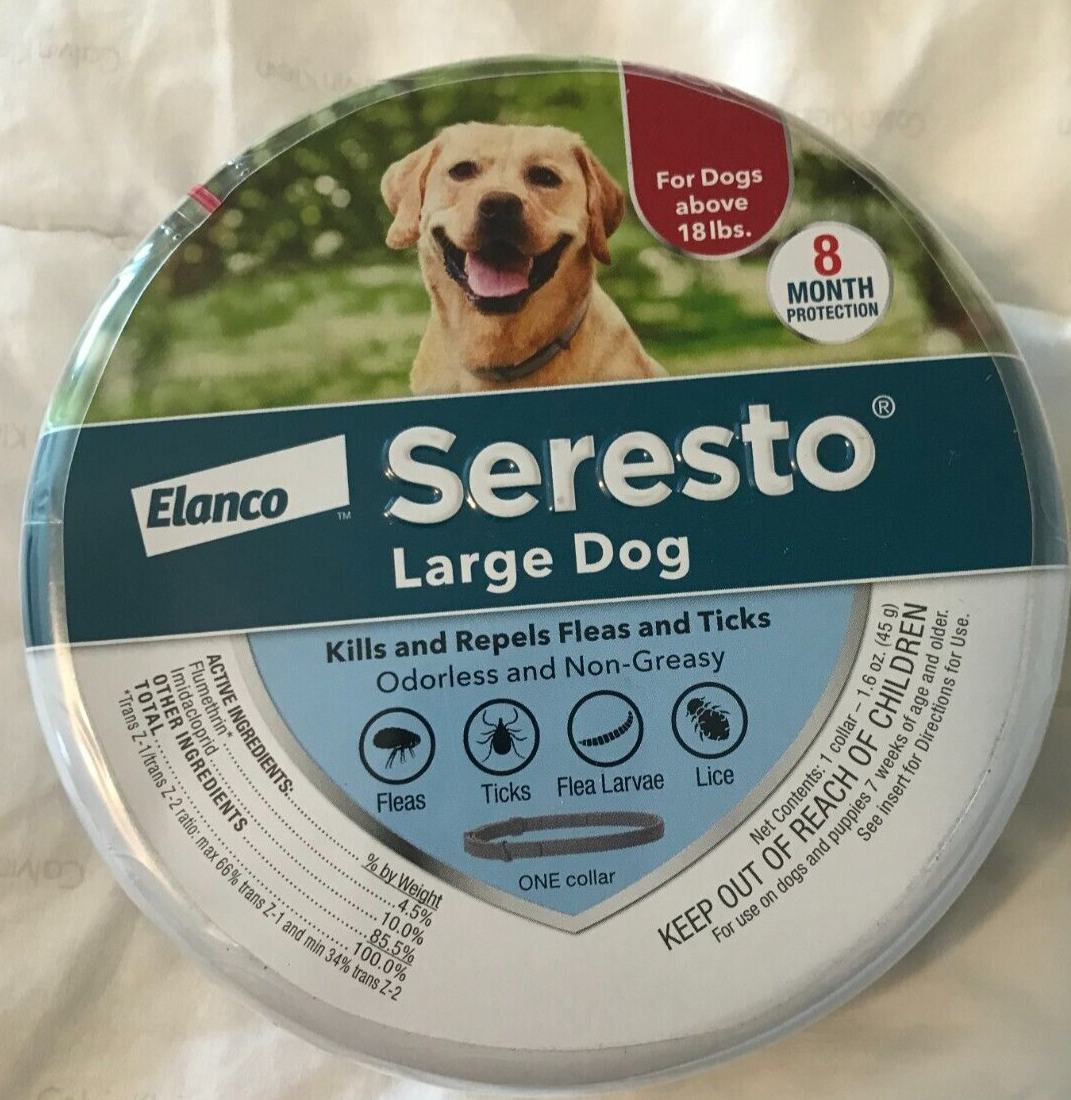 For Dogs
above
18 lbs.
8
MONTH
PROTECTION
Elanco
™
Seresto®
Large Dog
Kills and Repels Fleas and Ticks
Odorless and Non-Greasy
Fleas
Ticks
Flea Larvae
Lice
ONE collar
ACTIVE INGREDIENTS: % by Weight
Flumethrin* 4.5%
Imidacloprid 10.0%
OTHER INGREDIENTS 85.5%
TOTAL 100.0%
*Trans Z-1/trans Z-2 ratio: max 66% trans Z-1 and min 34% trans Z-2
Net Contents: 1 collar – 1.6 oz. (45 g)
KEEP OUT OF REACH OF CHILDREN
For use on dogs and puppies 7 weeks of age and older.
See insert for Directions for Use.